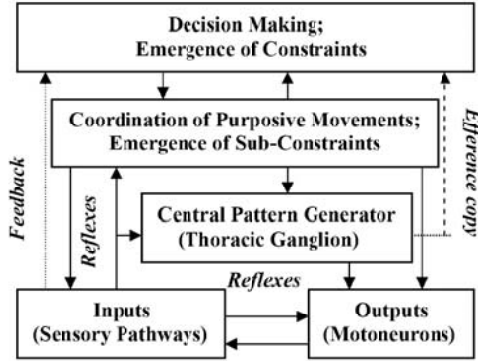 Decision Making;
Emergence of Constraints
Coordination of Purposive Movements;
Emergence of Sub-Constraints
Feedback
Reflexes
Central Pattern Generator
(Thoracic Ganglion)
Efference copy
Reflexes
Inputs
(Sensory Pathways)
Outputs
(Motoneurons)